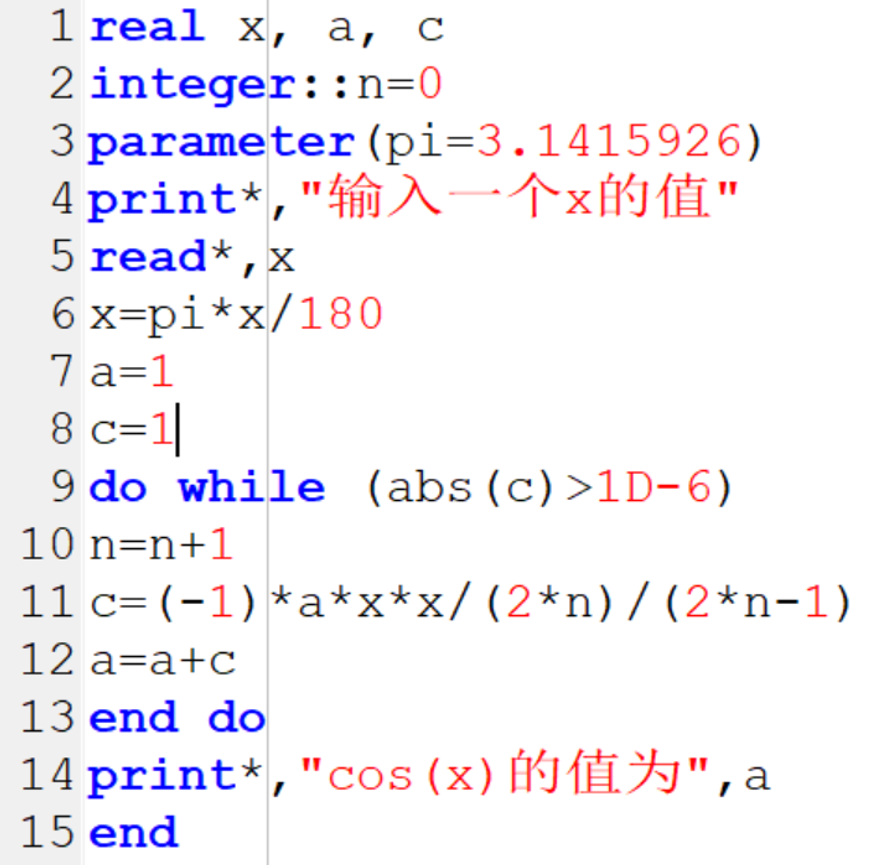 1 real x, a, c
2 integer::n=0
3 parameter(pi=3.1415926)
4 print*,"输入一个x的值"
5 read*,x
6 x=pi*x/180
7 a=1
8 c=1
9 do while (abs(c)>1D-6)
10 n=n+1
11 c=(-1)*a*x*x/(2*n)/(2*n-1)
12 a=a+c
13 end do
14 print*,"cos(x)的值为",a
15 end